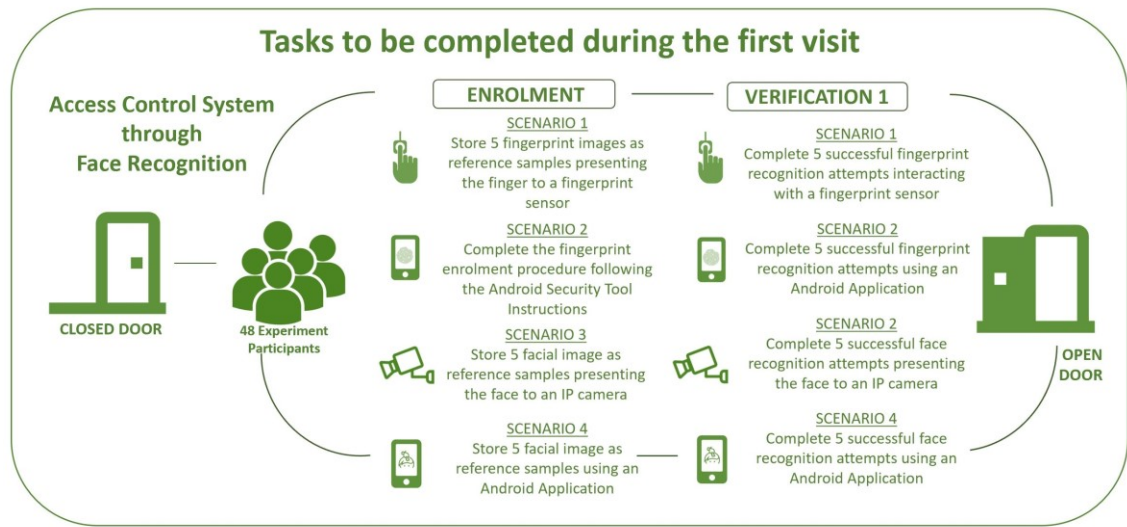 Tasks to be completed during the first visit
Access Control System
through
Face Recognition
CLOSED DOOR
48 Experiment
Participants
ENROLMENT
SCENARIO 1
Store 5 fingerprint images as
reference samples presenting
the finger to a fingerprint
sensor
SCENARIO 2
Complete the fingerprint
enrolment procedure following
the Android Security Tool
Instructions
SCENARIO 3
Store 5 facial image as
reference samples presenting
the face to an IP camera
SCENARIO 4
Store 5 facial image as
reference samples using an
Android Application
VERIFICATION 1
SCENARIO 1
Complete 5 successful fingerprint
recognition attempts interacting
with a fingerprint sensor
SCENARIO 2
Complete 5 successful fingerprint
recognition attempts using an
Android Application
SCENARIO 2
Complete 5 successful face
recognition attempts presenting
the face to an IP camera
SCENARIO 4
Complete 5 successful face
recognition attempts using an
Android Application
OPEN
DOOR